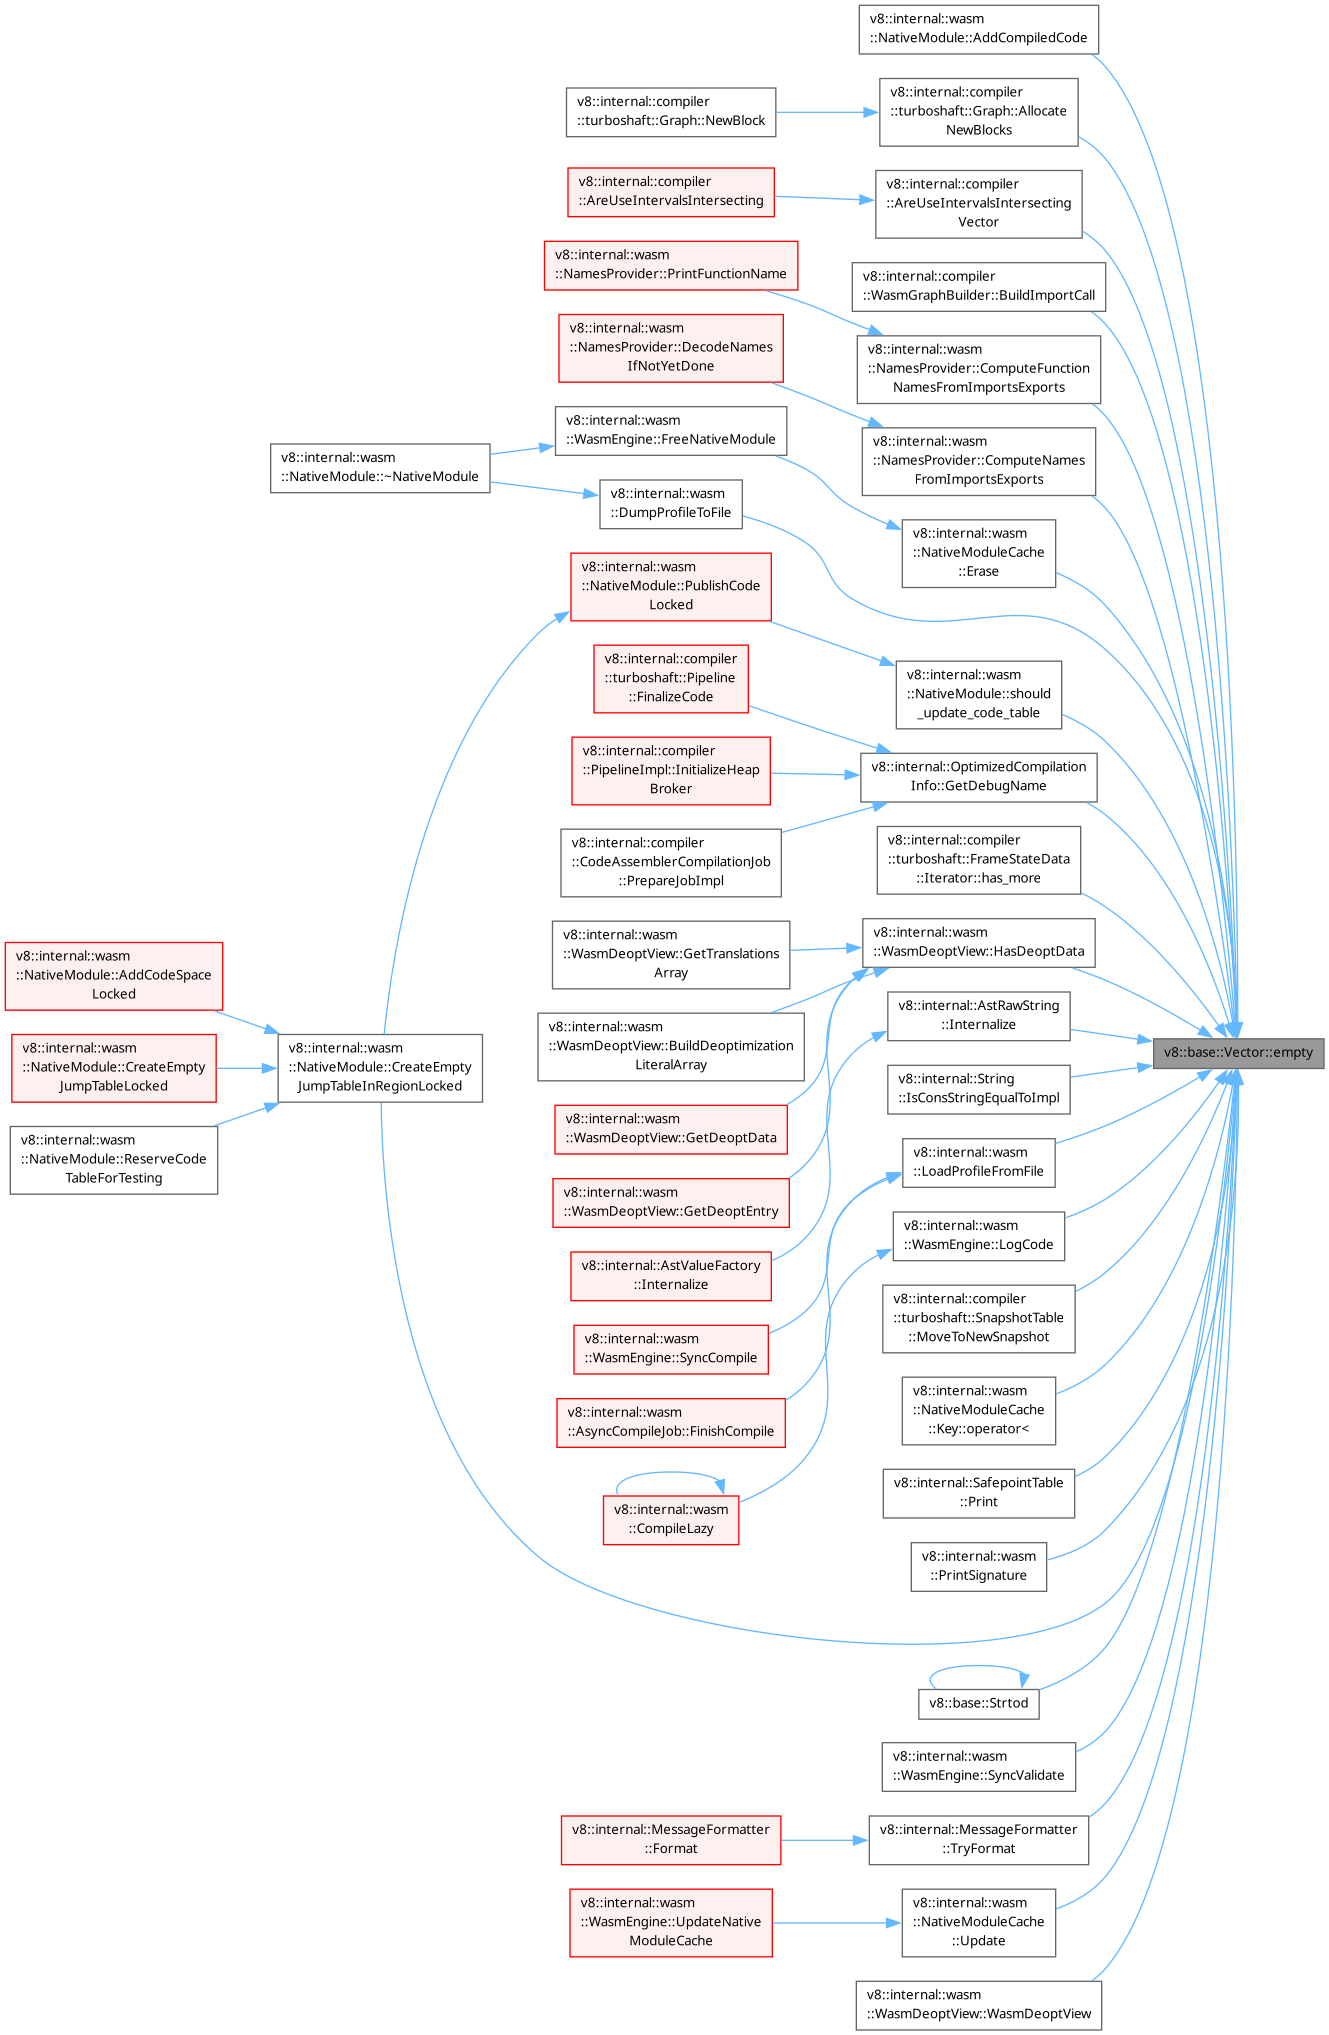 v8::internal::wasm
::NativeModule::AddCompiledCode
v8::internal::compiler
::turboshaft::Graph::NewBlock
v8::internal::compiler
::turboshaft::Graph::Allocate
NewBlocks
v8::internal::compiler
::AreUseIntervalsIntersecting
v8::internal::compiler
::AreUseIntervalsIntersecting
Vector
v8::internal::wasm
::NamesProvider::PrintFunctionName
v8::internal::compiler
::WasmGraphBuilder::BuildImportCall
v8::internal::wasm
::NamesProvider::DecodeNames
IfNotYetDone
v8::internal::wasm
::NamesProvider::ComputeFunction
NamesFromImportsExports
v8::internal::wasm
::WasmEngine::FreeNativeModule
v8::internal::wasm
::NamesProvider::ComputeNames
FromImportsExports
v8::internal::wasm
::NativeModule::~NativeModule
v8::internal::wasm
::DumpProfileToFile
v8::internal::wasm
::NativeModuleCache
::Erase
v8::internal::wasm
::NativeModule::PublishCode
Locked
v8::internal::compiler
::turboshaft::Pipeline
::FinalizeCode
v8::internal::wasm
::NativeModule::should
_update_code_table
v8::internal::compiler
::PipelineImpl::InitializeHeap
Broker
v8::internal::OptimizedCompilation
Info::GetDebugName
v8::internal::compiler
::CodeAssemblerCompilationJob
::PrepareJobImpl
v8::internal::compiler
::turboshaft::FrameStateData
::Iterator::has_more
v8::internal::wasm
::WasmDeoptView::GetTranslations
Array
v8::internal::wasm
::WasmDeoptView::HasDeoptData
v8::internal::wasm
::NativeModule::AddCodeSpace
Locked
v8::internal::wasm
::WasmDeoptView::BuildDeoptimization
LiteralArray
v8::internal::AstRawString
::Internalize
v8::internal::wasm
::NativeModule::CreateEmpty
JumpTableLocked
v8::internal::wasm
::NativeModule::CreateEmpty
JumpTableInRegionLocked
v8::base::Vector::empty
v8::internal::String
::IsConsStringEqualToImpl
v8::internal::wasm
::WasmDeoptView::GetDeoptData
v8::internal::wasm
::NativeModule::ReserveCode
TableForTesting
v8::internal::wasm
::LoadProfileFromFile
v8::internal::wasm
::WasmDeoptView::GetDeoptEntry
v8::internal::wasm
::WasmEngine::LogCode
v8::internal::AstValueFactory
::Internalize
v8::internal::compiler
::turboshaft::SnapshotTable
::MoveToNewSnapshot
v8::internal::wasm
::WasmEngine::SyncCompile
v8::internal::wasm
::NativeModuleCache
::Key::operator<
v8::internal::wasm
::AsyncCompileJob::FinishCompile
v8::internal::SafepointTable
::Print
v8::internal::wasm
::CompileLazy
v8::internal::wasm
::PrintSignature
v8::base::Strtod
v8::internal::wasm
::WasmEngine::SyncValidate
v8::internal::MessageFormatter
::Format
v8::internal::MessageFormatter
::TryFormat
v8::internal::wasm
::WasmEngine::UpdateNative
ModuleCache
v8::internal::wasm
::NativeModuleCache
::Update
v8::internal::wasm
::WasmDeoptView::WasmDeoptView